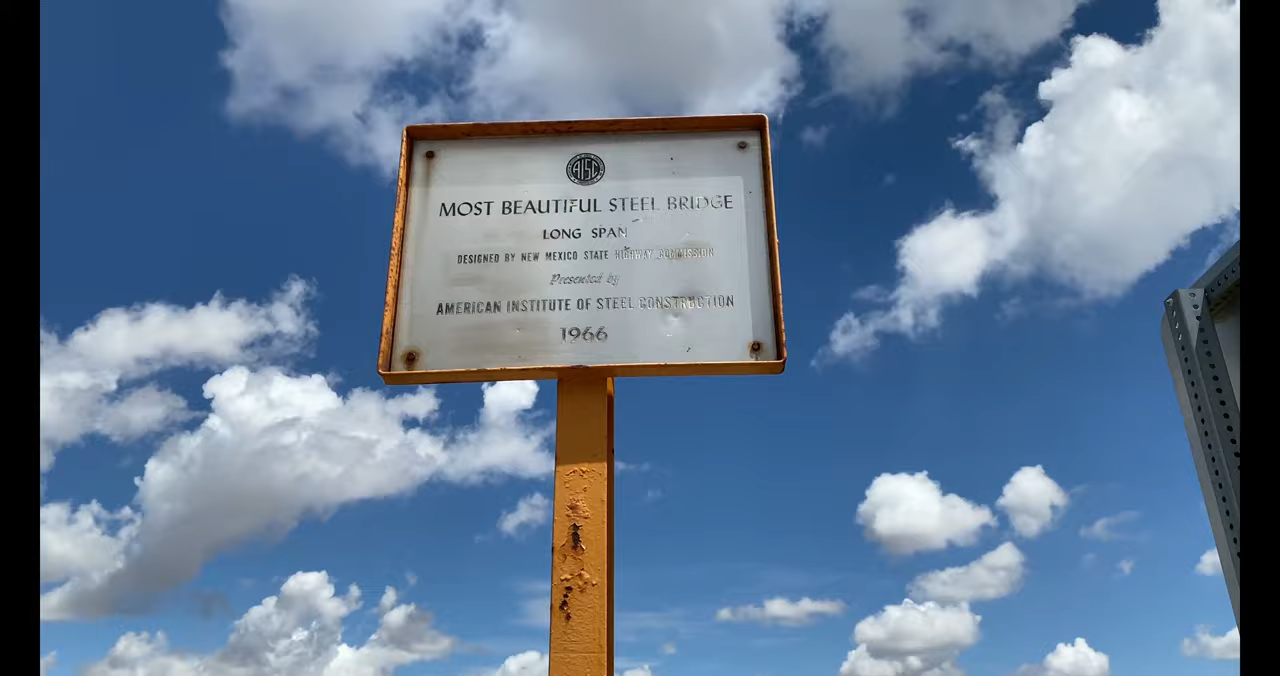 AISC
MOST BEAUTIFUL STEEL BRIDGE
LONG SPAN
DESIGNED BY NEW MEXICO STATE HIGHWAY COMMISSION
Presented by
AMERICAN INSTITUTE OF STEEL CONSTRUCTION
1966